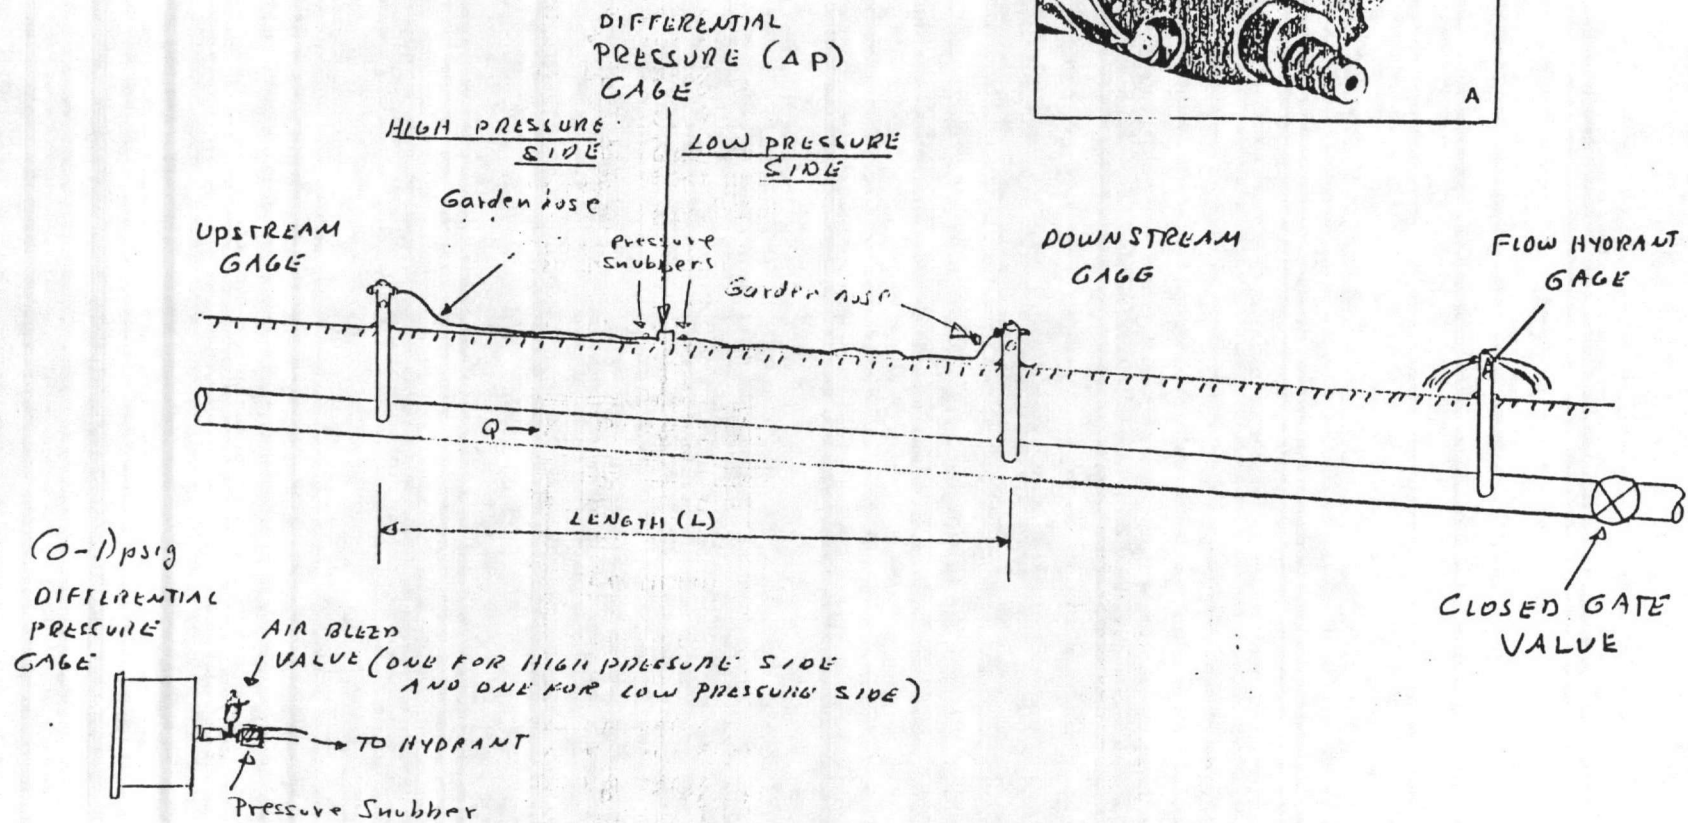 DIFFERENTIAL
PRESSURE (ΔP)
GAGE
A
HIGH PRESSURE
SIDE
LOW PRESSURE
SIDE
Garden hose
UPSTREAM
GAGE
Pressure
Snubbers
Garden hose
DOWNSTREAM
GAGE
FLOW HYDRANT
GAGE
Q →
LENGTH (L)
CLOSED GATE
VALVE
(0-1) psig
DIFFERENTIAL
PRESSURE
GAGE
AIR BLEED
VALVE (ONE FOR HIGH PRESSURE SIDE
AND ONE FOR LOW PRESSURE SIDE)
TO HYDRANT
Pressure Snubber